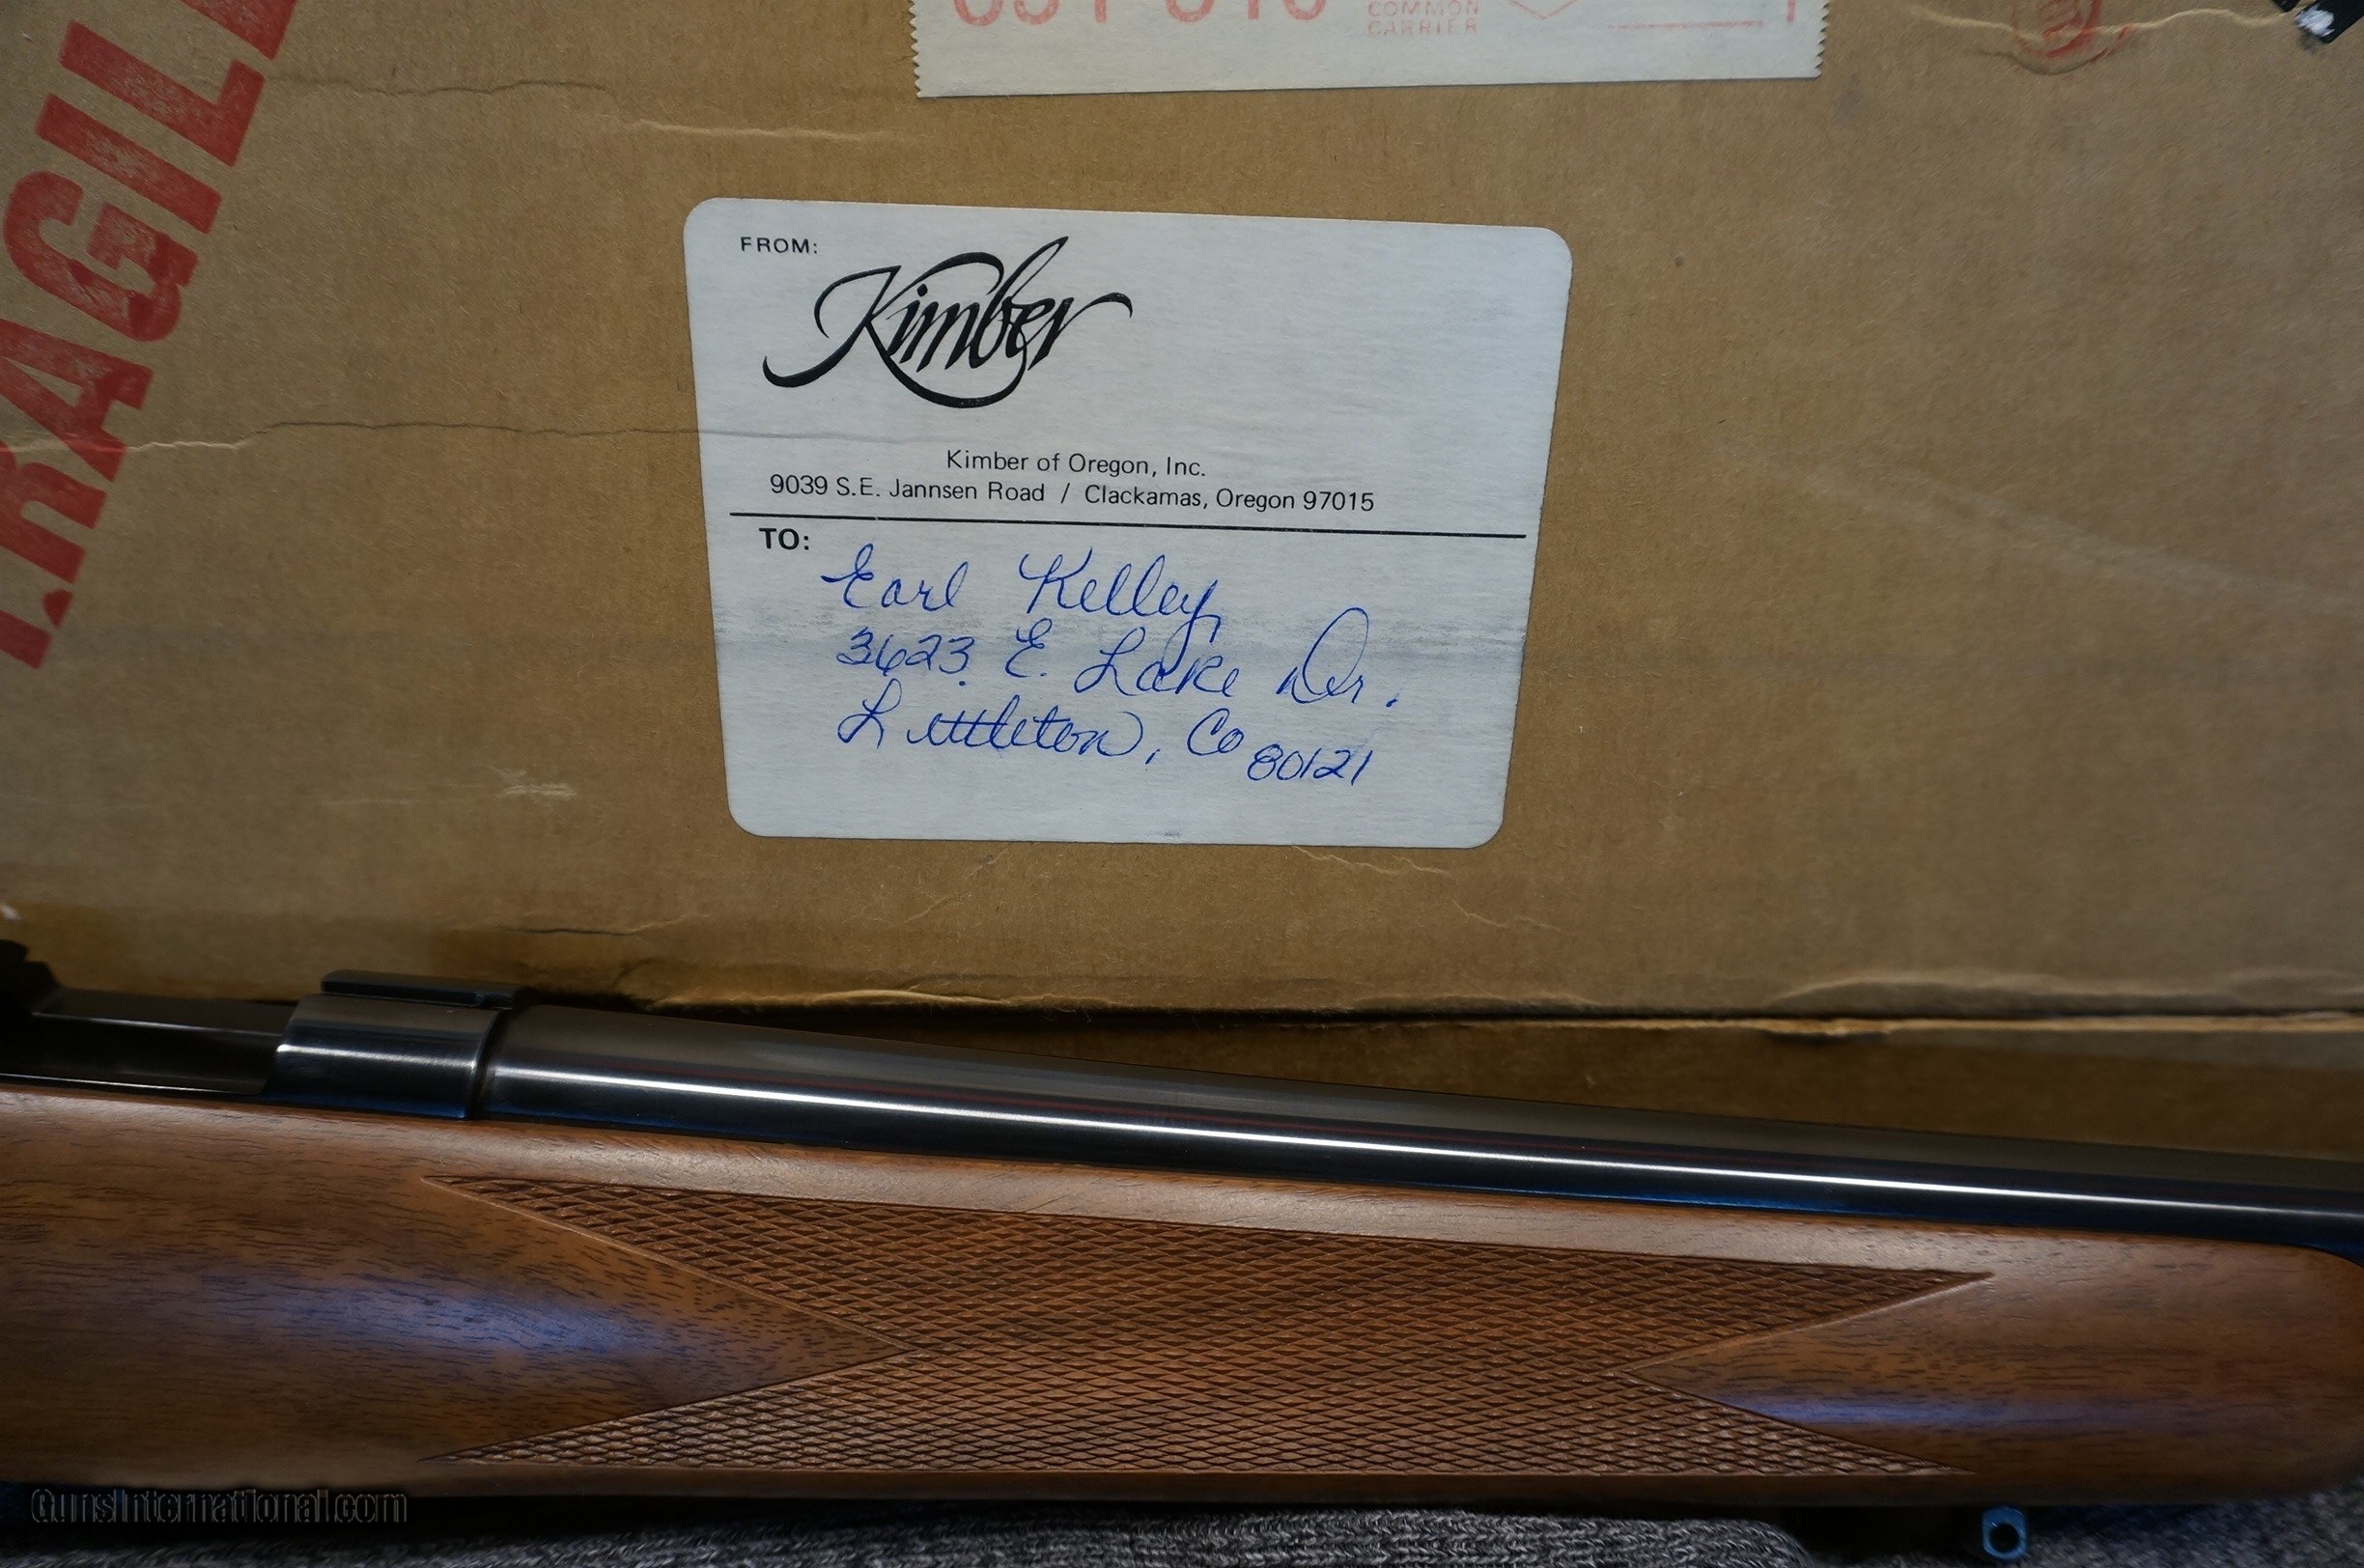 COMMON
CARRIER
FRAGILE
FROM:
Kimber
Kimber of Oregon, Inc.
9039 S.E. Jannsen Road / Clackamas, Oregon 97015
TO:
Earl Kelley
3623 E. Lake Dr.
Littleton, Co 80121
GunsInternational.com